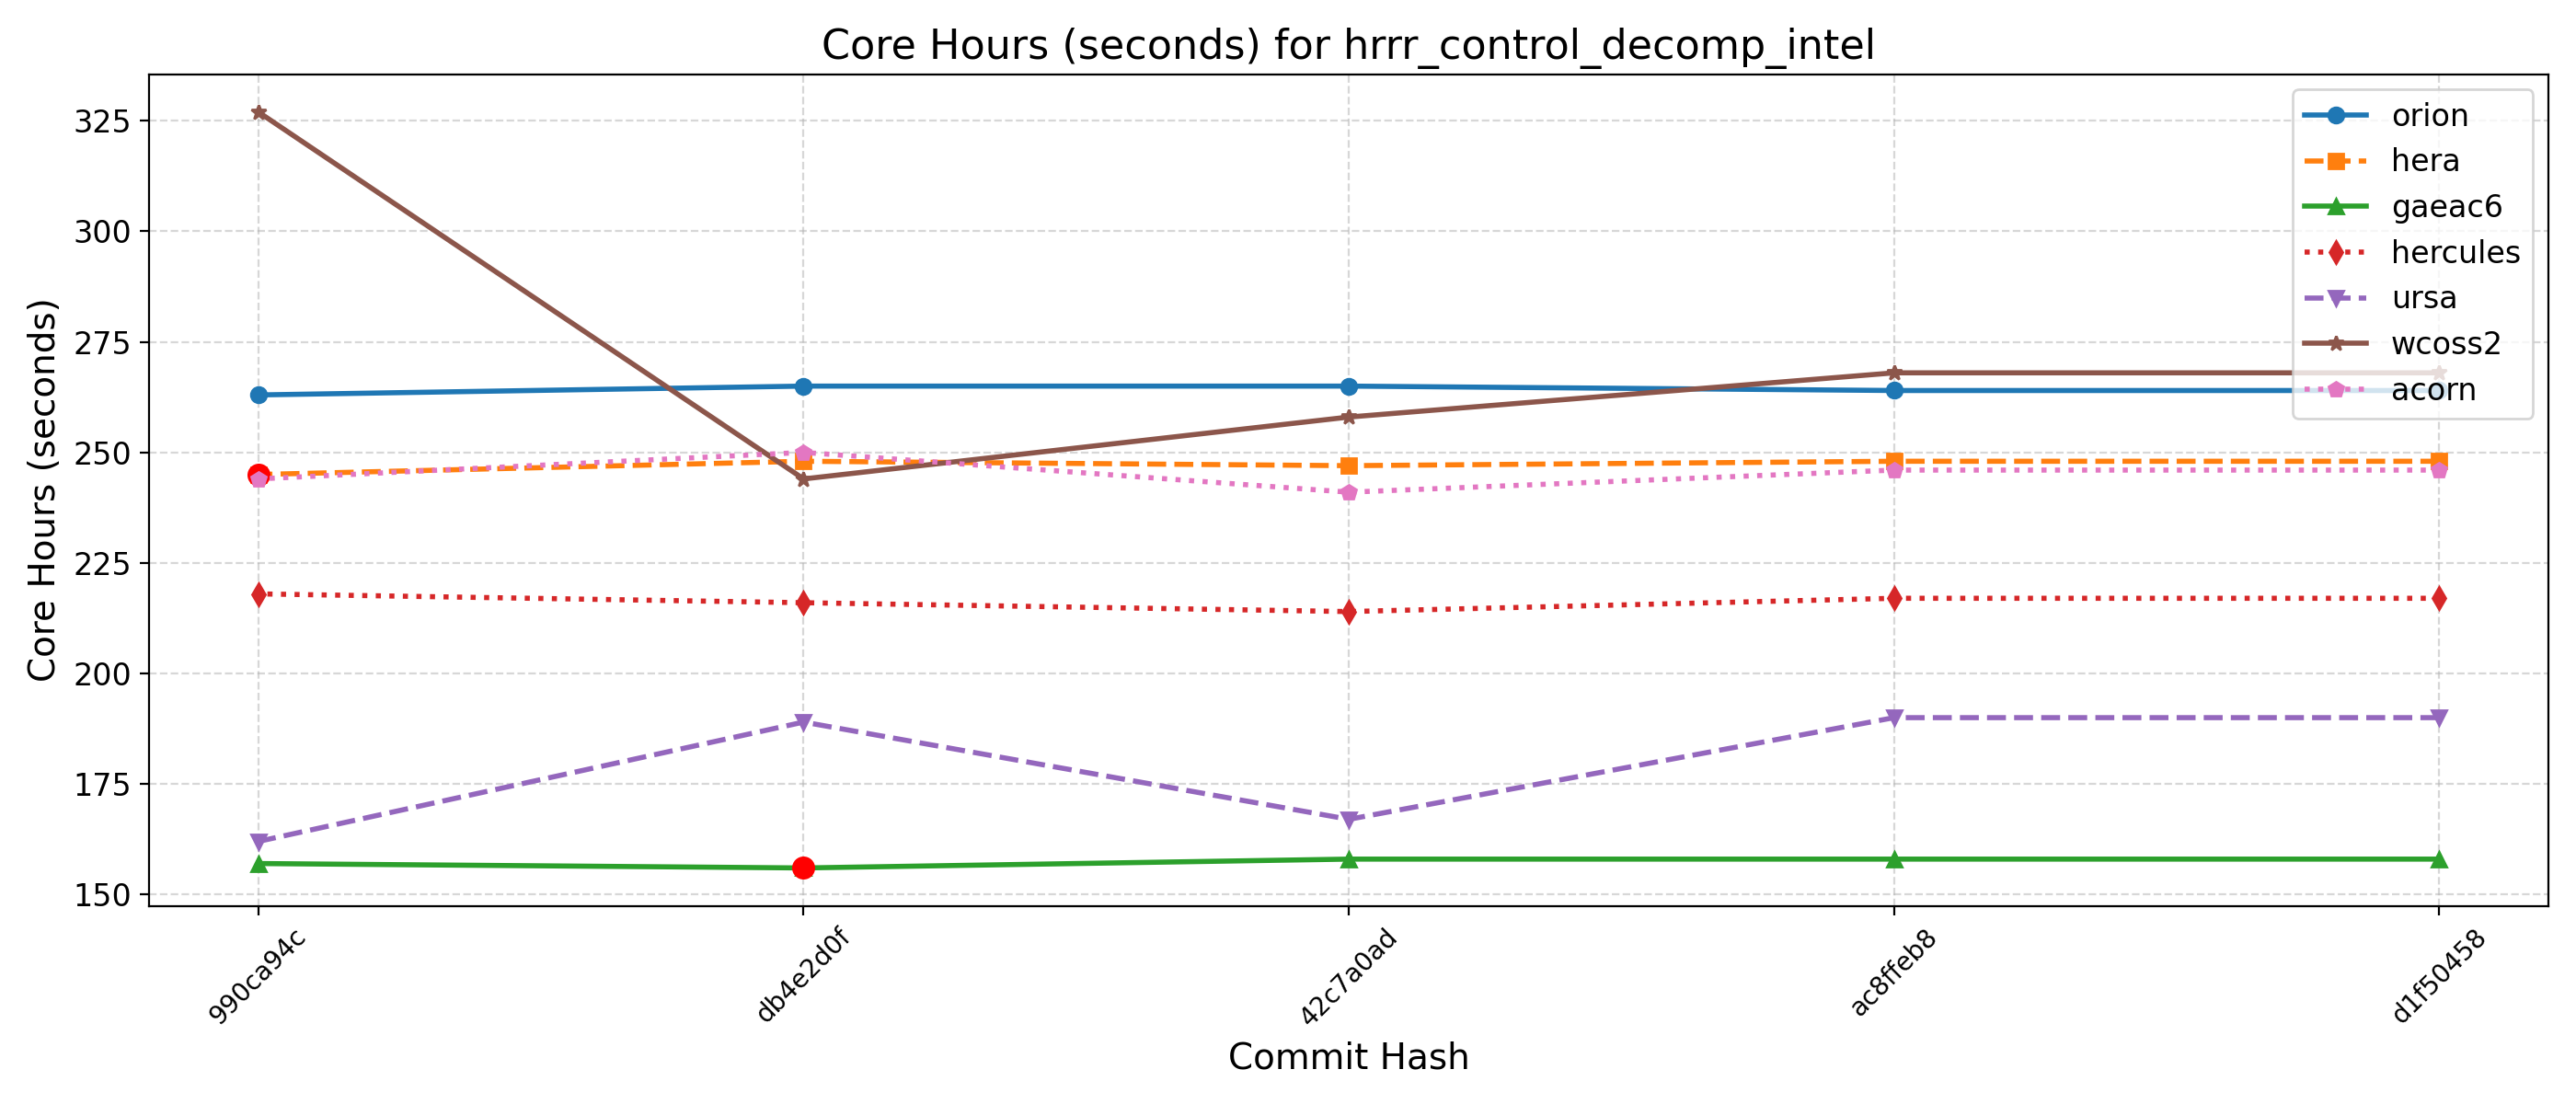 Core Hours (seconds) for hrrr_control_decomp_intel
Core Hours (seconds)
325
300
275
250
225
200
175
150
orion
hera
gaeac6
hercules
ursa
wcoss2
acorn
990ca94c
db4e2d0f
42c7a0ad
ac8ffeb8
d1f50458
Commit Hash